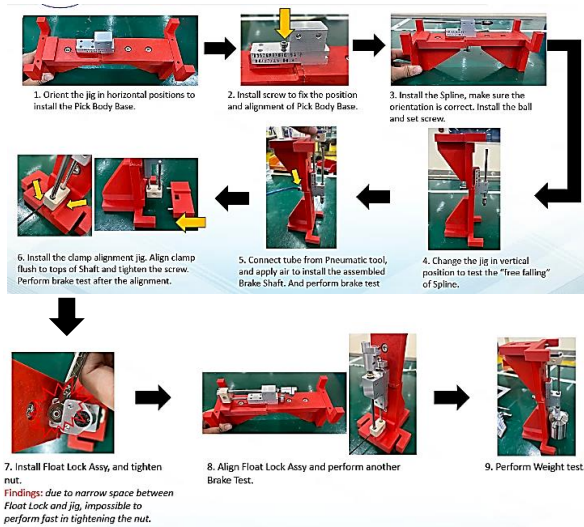 1. Orient the jig in horizontal positions to
install the Pick Body Base.
2. Install screw to fix the position
and alignment of Pick Body Base.
3. Install the Spline, make sure the
orientation is correct. Install the ball
and set screw.
6. Install the clamp alignment jig. Align clamp
flush to tops of Shaft and tighten the screw.
Perform brake test after the alignment.
5. Connect tube from Pneumatic tool,
and apply air to install the assembled
Brake Shaft. And perform brake test
4. Change the jig in vertical
position to test the "free falling"
of Spline.
7. Install Float Lock Assy, and tighten
nut.
Findings: due to narrow space between
Float Lock and jig, impossible to
perform fast in tightening the nut.
8. Align Float Lock Assy and perform another
Brake Test.
9. Perform Weight test